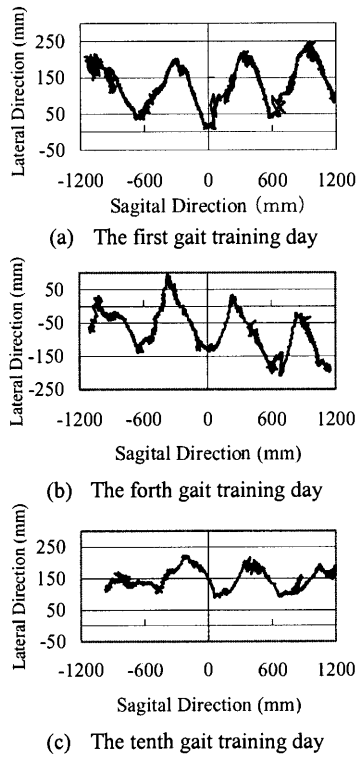 Lateral Direction (mm)
250
150
50
-50
-1200 -600 0 600 1200
Sagital Direction (mm)
(a) The first gait training day
Lateral Direction (mm)
50
-50
-150
-250
-1200 -600 0 600 1200
Sagital Direction (mm)
(b) The forth gait training day
Lateral Direction (mm)
250
150
50
-50
-1200 -600 0 600 1200
Sagital Direction (mm)
(c) The tenth gait training day